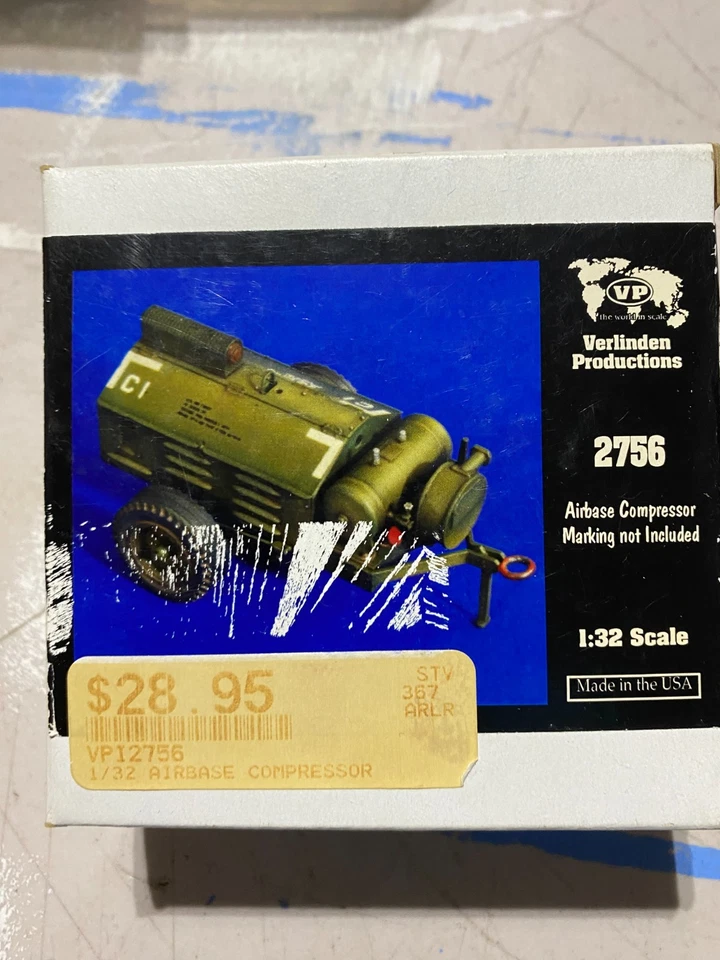 VP
the world in scale
Verlinden
Productions
2756
Airbase Compressor
Marking not Included
1:32 Scale
Made in the USA
C1
$28.95
STV
367
ARLR
VPI2756
1/32 AIRBASE COMPRESSOR